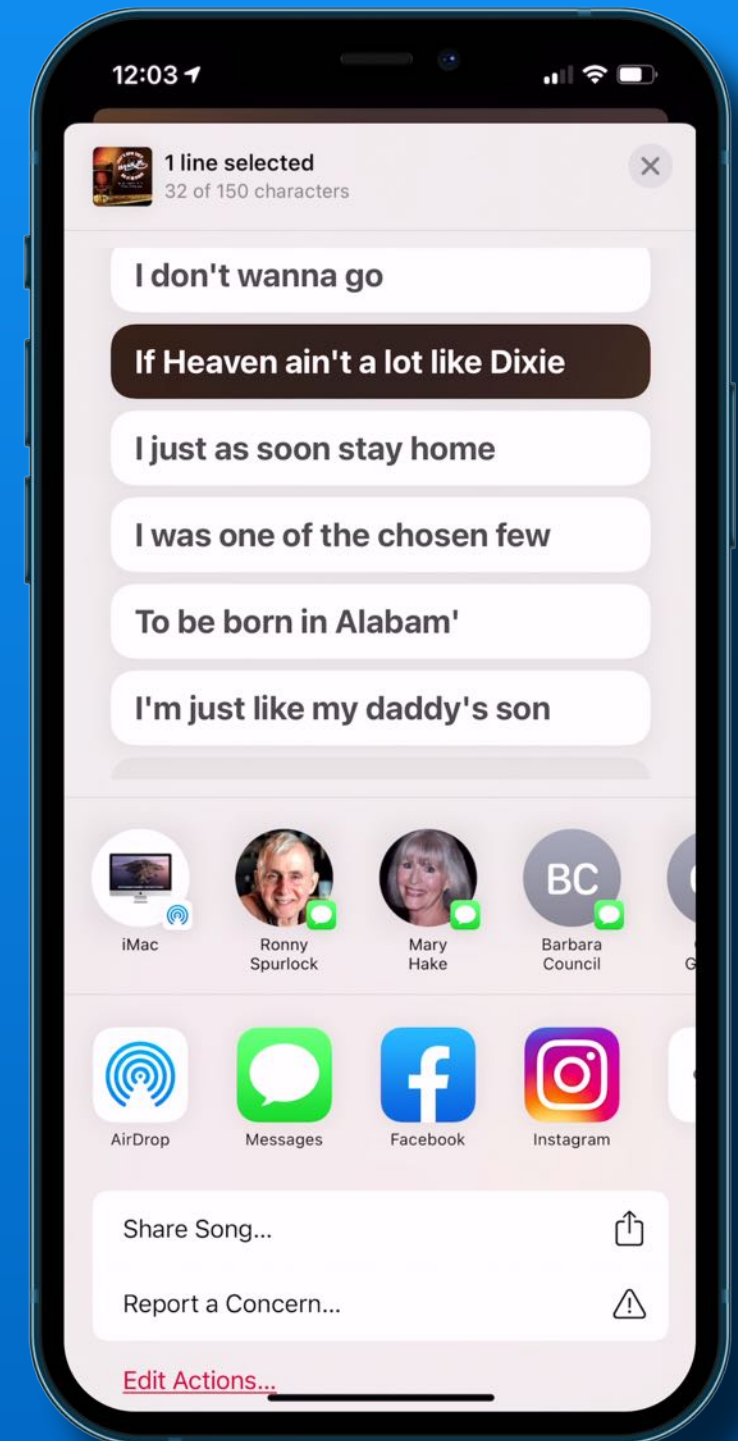 12:03
1 line selected
32 of 150 characters
I don't wanna go
If Heaven ain't a lot like Dixie
I just as soon stay home
I was one of the chosen few
To be born in Alabam'
I'm just like my daddy's son
BC
iMac
Ronny
Spurlock
Mary
Hake
Barbara
Council
G
AirDrop
Messages
Facebook
Instagram
Share Song...
Report a Concern...
Edit Actions...